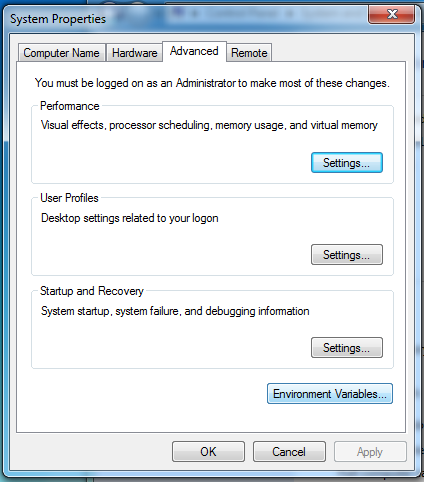 System Properties
Computer Name Hardware Advanced Remote
You must be logged on as an Administrator to make most of these changes.
Performance
Visual effects, processor scheduling, memory usage, and virtual memory
Settings...
User Profiles
Desktop settings related to your logon
Settings...
Startup and Recovery
System startup, system failure, and debugging information
Settings...
Environment Variables...
OK Cancel Apply